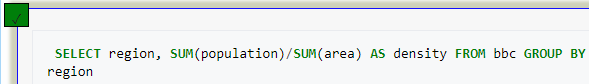 SELECT region, SUM(population)/SUM(area) AS density FROM bbc GROUP BY
region